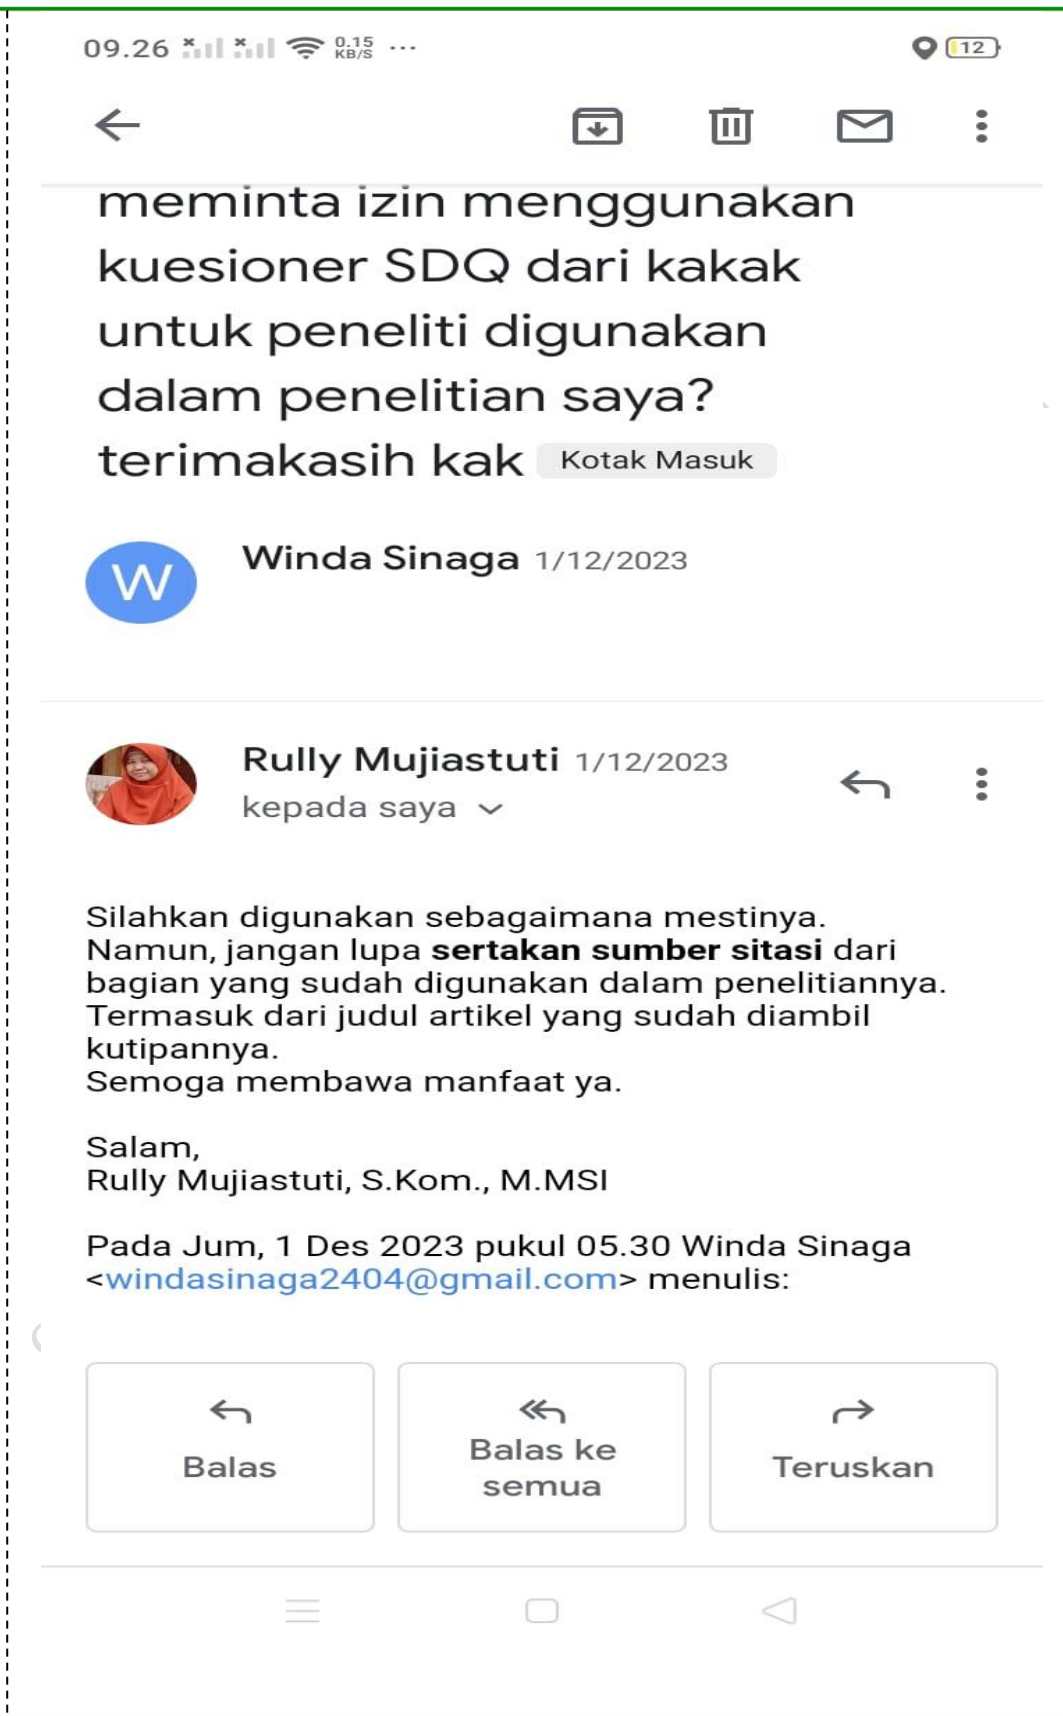 09.26 0.15 KB/S ... 12
meminta izin menggunakan
kuesioner SDQ dari kakak
untuk peneliti digunakan
dalam penelitian saya?
terimakasih kak Kotak Masuk
W Winda Sinaga 1/12/2023
Rully Mujiastuti 1/12/2023
kepada saya
Silahkan digunakan sebagaimana mestinya.
Namun, jangan lupa sertakan sumber sitasi dari
bagian yang sudah digunakan dalam penelitiannya.
Termasuk dari judul artikel yang sudah diambil
kutipannya.
Semoga membawa manfaat ya.
Salam,
Rully Mujiastuti, S.Kom., M.MSI
Pada Jum, 1 Des 2023 pukul 05.30 Winda Sinaga
<windasinaga2404@gmail.com> menulis:
Balas
Balas ke
semua
Teruskan